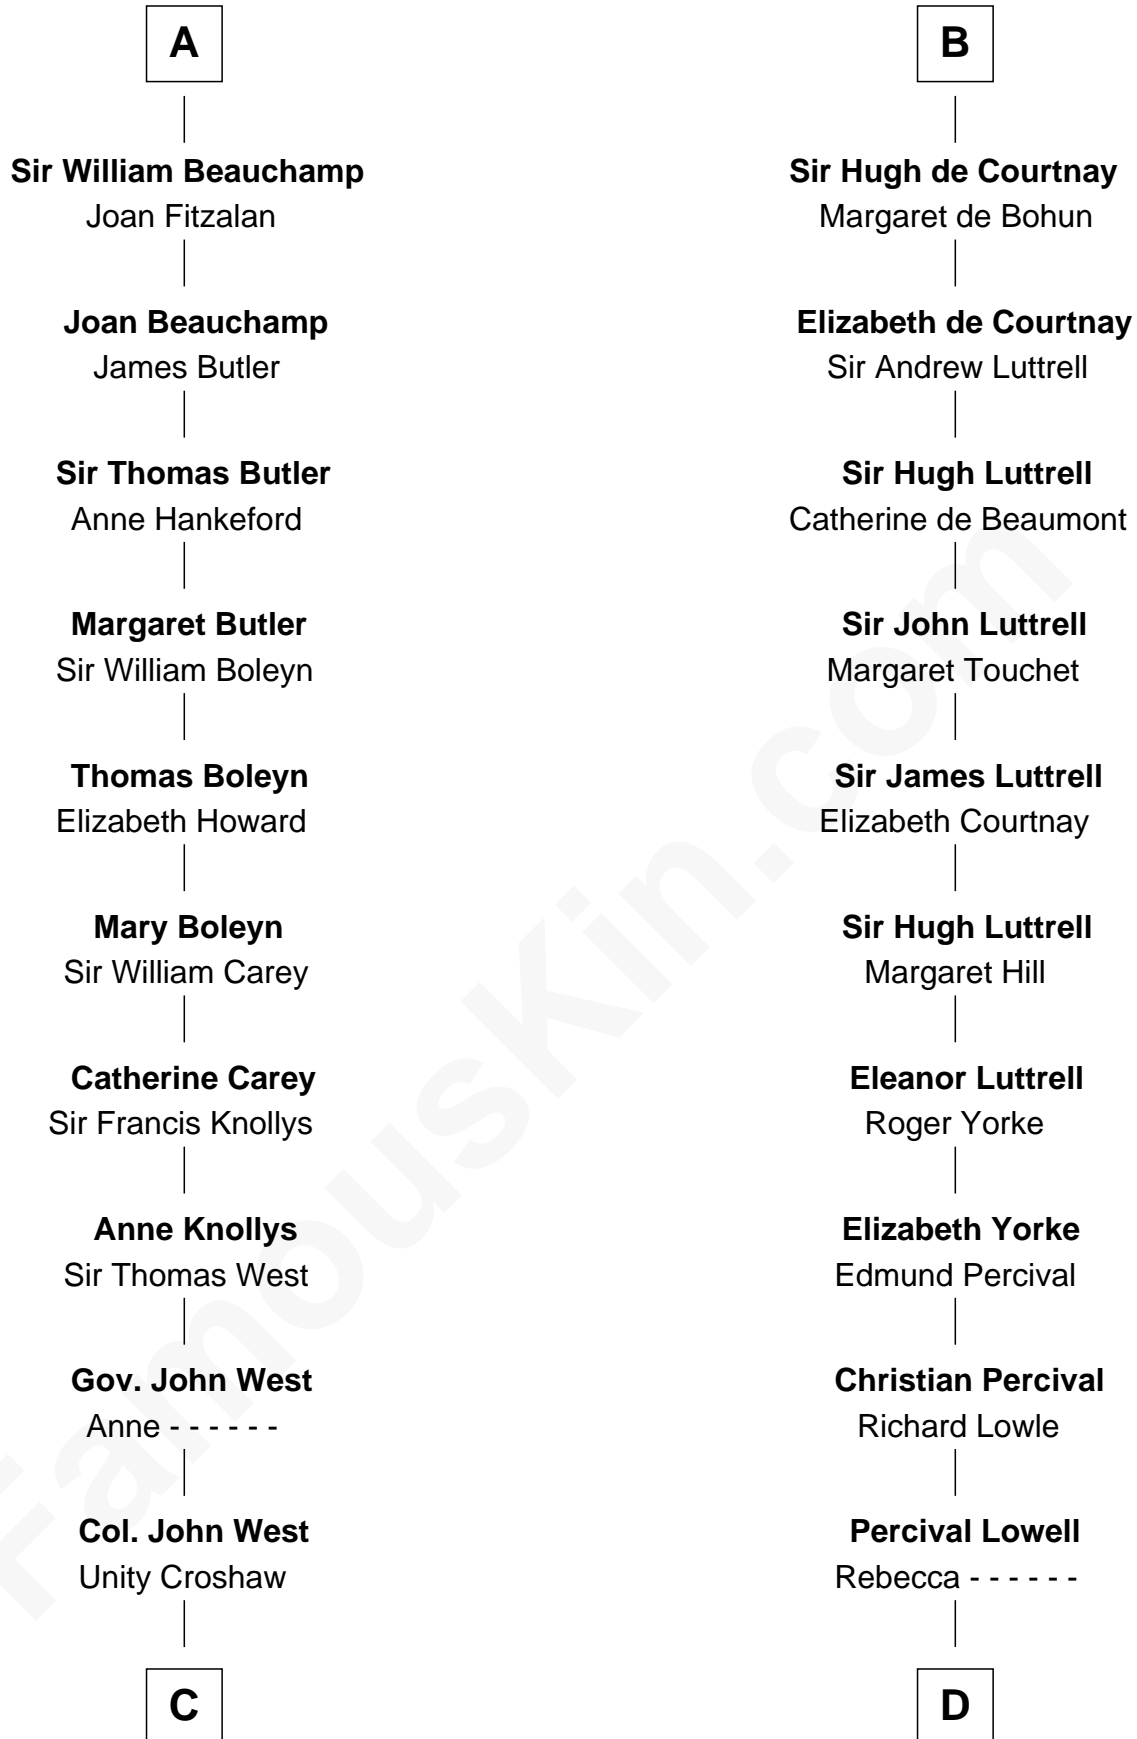 A
Sir William Beauchamp
Joan Fitzalan
Joan Beauchamp
James Butler
Sir Thomas Butler
Anne Hankeford
Margaret Butler
Sir William Boleyn
Thomas Boleyn
Elizabeth Howard
Mary Boleyn
Sir William Carey
Catherine Carey
Sir Francis Knollys
Anne Knollys
Sir Thomas West
Gov. John West
Anne - - - - - -
Col. John West
Unity Croshaw
C
B
Sir Hugh de Courtnay
Margaret de Bohun
Elizabeth de Courtnay
Sir Andrew Luttrell
Sir Hugh Luttrell
Catherine de Beaumont
Sir John Luttrell
Margaret Touchet
Sir James Luttrell
Elizabeth Courtnay
Sir Hugh Luttrell
Margaret Hill
Eleanor Luttrell
Roger Yorke
Elizabeth Yorke
Edmund Percival
Christian Percival
Richard Lowle
Percival Lowell
Rebecca - - - - - -
D
FamousKin.com